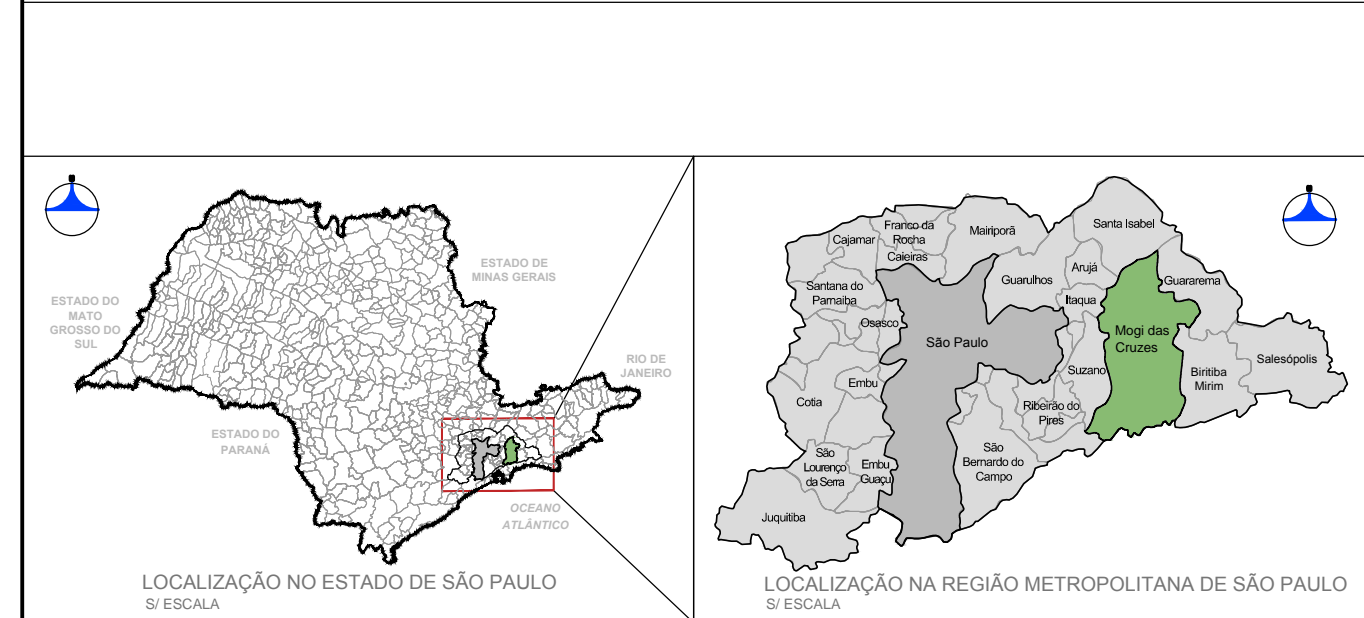 ESTADO DE
MINAS GERAIS
ESTADO DO
MATO
GROSSO DO
SUL
RIO DE
JANEIRO
ESTADO DO
PARANÁ
OCEANO
ATLÂNTICO
LOCALIZAÇÃO NO ESTADO DE SÃO PAULO
S/ ESCALA
Franco da
Rocha
Mairiporã
Santa Isabel
Cajamar
Caieiras
Guarulhos
Arujá
Guararema
Santana do
Parnaiba
Itaqua
Osasco
São Paulo
Mogi das
Cruzes
Salesópolis
Suzano
Biritiba
Mirim
Embu
Cotia
Ribeirão do
Pires
São
Lourenço
da Serra
Embu
Guaçu
São
Bernardo do
Campo
Juquitiba
LOCALIZAÇÃO NA REGIÃO METROPOLITANA DE SÃO PAULO
S/ ESCALA